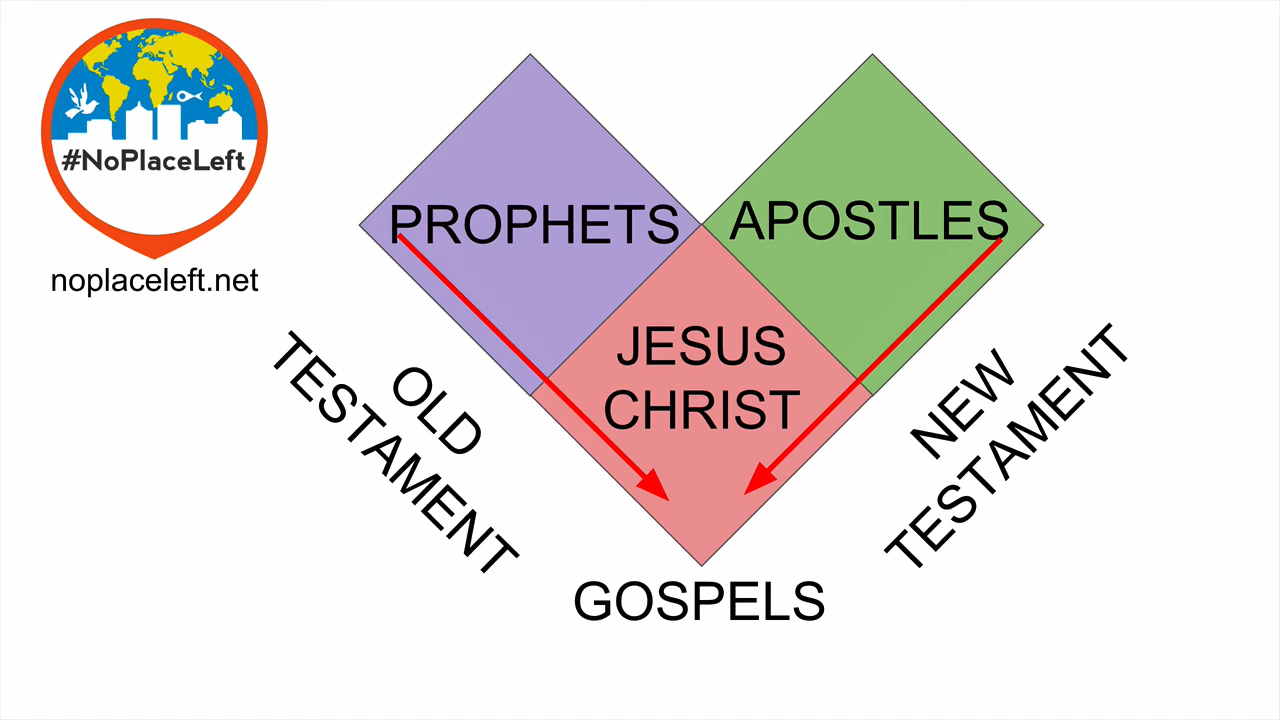 #NoPlaceLeft
noplaceleft.net
PROPHETS
APOSTLES
JESUS
CHRIST
OLD
TESTAMENT
NEW
TESTAMENT
GOSPELS